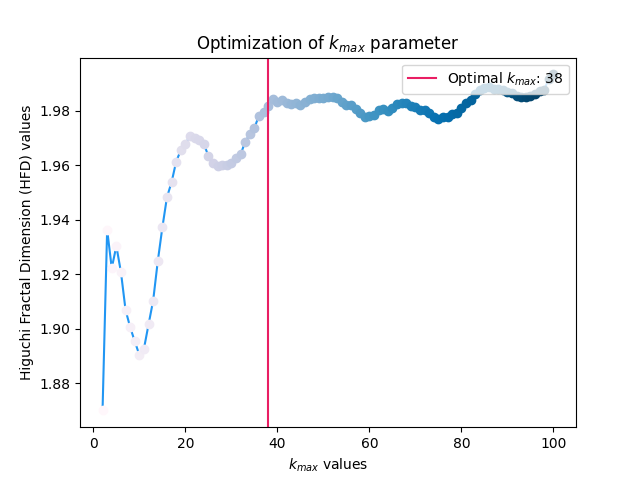 Optimization of k_max parameter
Optimal k_max: 38
Higuchi Fractal Dimension (HFD) values
1.98
1.96
1.94
1.92
1.90
1.88
0 20 40 60 80 100
k_max values